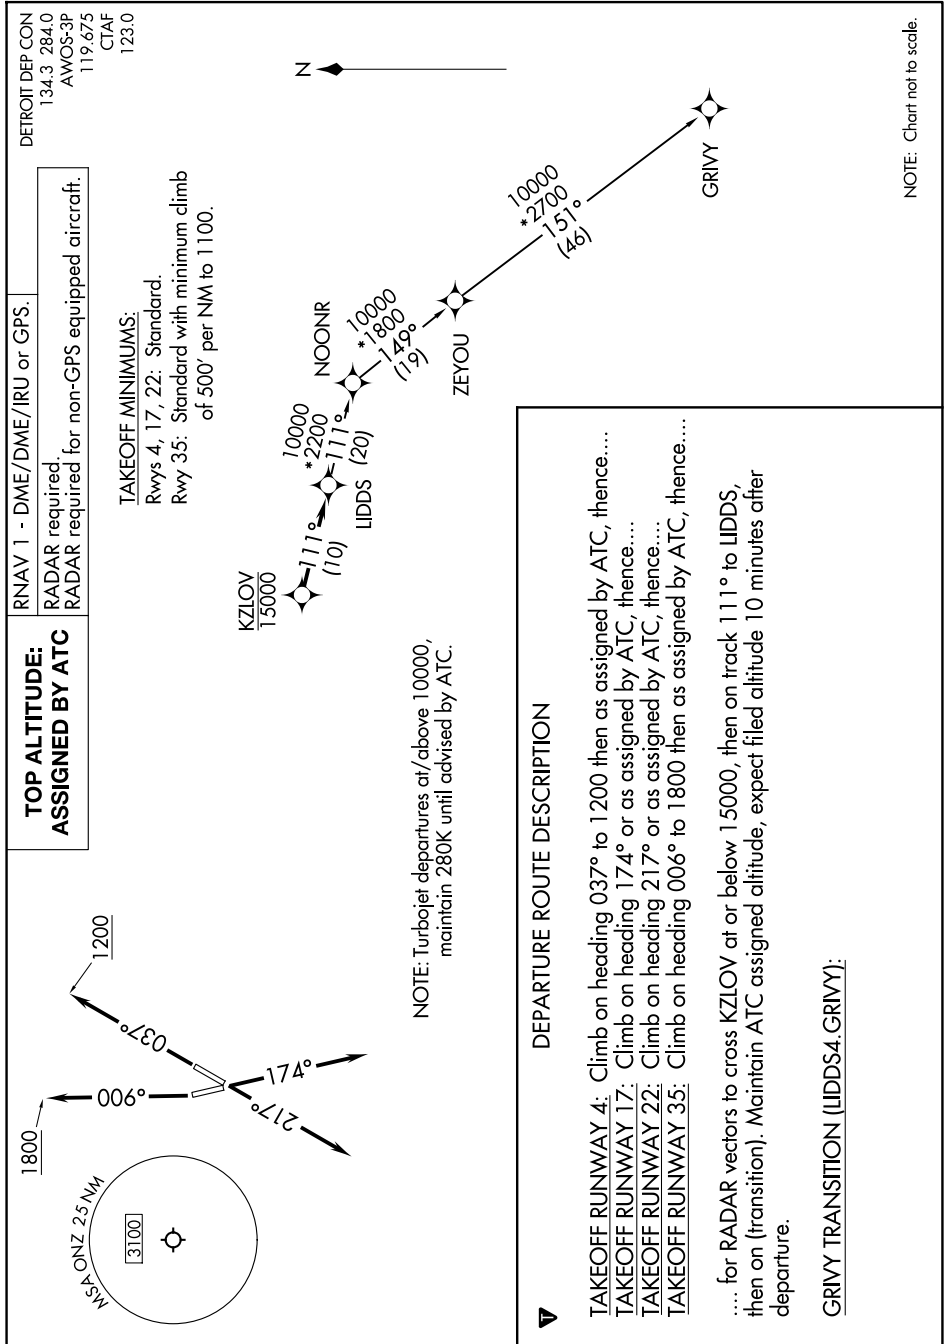 TOP ALTITUDE:
ASSIGNED BY ATC
RNAV 1 - DME/DME/IRU or GPS.
RADAR required.
RADAR required for non-GPS equipped aircraft.
DETROIT DEP CON
134.3 284.0
AWOS-3P
119.675
CTAF
123.0
TAKEOFF MINIMUMS:
Rwys 4, 17, 22: Standard.
Rwy 35: Standard with minimum climb
of 500' per NM to 1100.
MSA ONZ 25 NM
3100
1800
1200
006°
037°
174°
217°
N
KZLOV
15000
111°
(10)
LIDDS
10000
*2200
111°
(20)
NOONR
10000
*1800
149°
(19)
ZEYOU
10000
*2700
151°
(46)
GRIVY
NOTE: Turbojet departures at/above 10000,
maintain 280K until advised by ATC.
NOTE: Chart not to scale.
T
DEPARTURE ROUTE DESCRIPTION
TAKEOFF RUNWAY 4: Climb on heading 037° to 1200 then as assigned by ATC, thence....
TAKEOFF RUNWAY 17: Climb on heading 174° or as assigned by ATC, thence....
TAKEOFF RUNWAY 22: Climb on heading 217° or as assigned by ATC, thence....
TAKEOFF RUNWAY 35: Climb on heading 006° to 1800 then as assigned by ATC, thence....
.... for RADAR vectors to cross KZLOV at or below 15000, then on track 111° to LIDDS,
then on (transition). Maintain ATC assigned altitude, expect filed altitude 10 minutes after
departure.
GRIVY TRANSITION (LIDDS4.GRIVY):